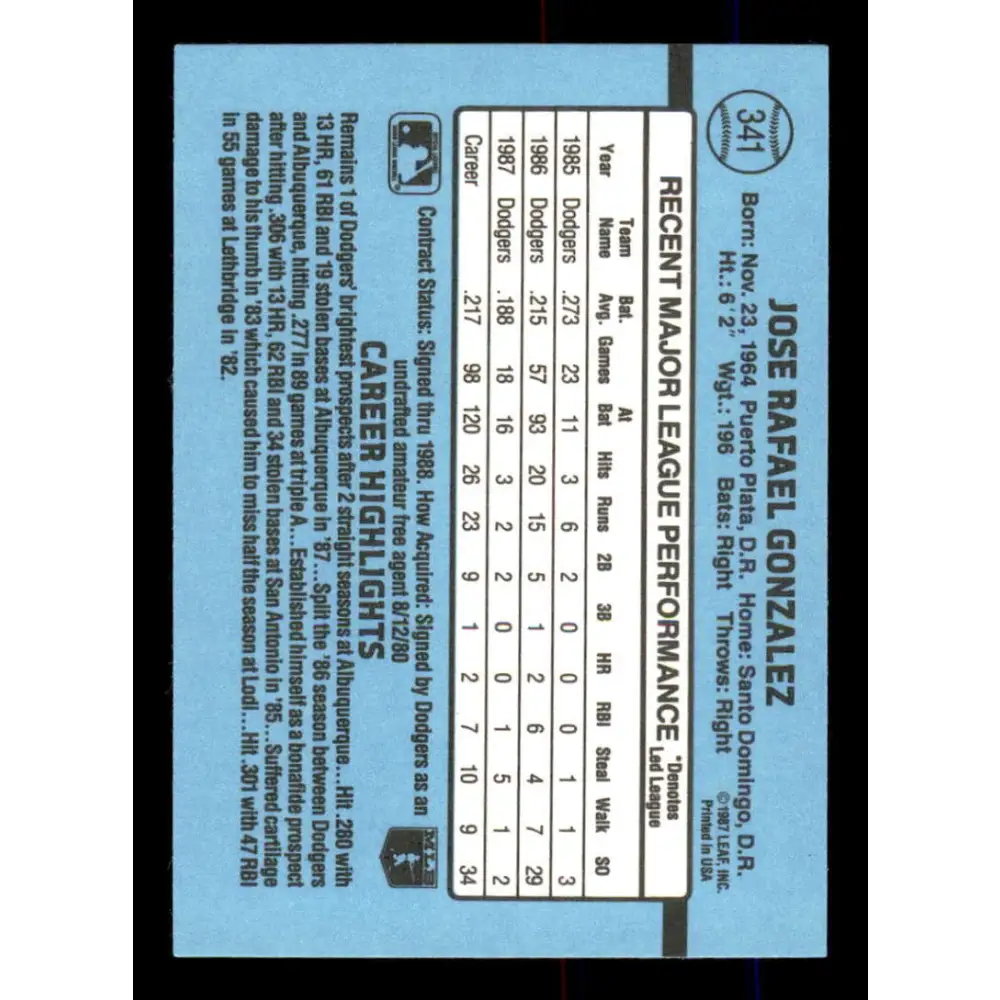 341
JOSE RAFAEL GONZALEZ
Born: Nov. 23, 1964 Puerto Plata, D.R. Home: Santo Domingo, D.R.
Ht.: 6'2" Wgt.: 196 Bats: Right Throws: Right
©1987 LEAF, INC.
Printed in USA
RECENT MAJOR LEAGUE PERFORMANCE *Denotes Led League
Year Team Name Bat. Avg. Games At Bat Hits Runs 2B 3B HR RBI Steal Walk SO
1985 Dodgers .273 23 11 3 6 2 0 0 0 1 1 3
1986 Dodgers .215 57 93 20 15 5 1 2 6 4 7 29
1987 Dodgers .188 18 16 3 2 2 0 0 1 5 1 2
Career .217 98 120 26 23 9 1 2 7 10 9 34
Contract Status: Signed thru 1988. How Acquired: Signed by Dodgers as an
undrafted amateur free agent 8/12/80
MLB
CAREER HIGHLIGHTS
Remains 1 of Dodgers' brightest prospects after 2 straight seasons at Albuquerque...Hit .280 with
13 HR, 61 RBI and 19 stolen bases at Albuquerque in '87...Split the '86 season between Dodgers
and Albuquerque, hitting .277 in 89 games at triple A...Established himself as a bonafide prospect
after hitting .306 with 13 HR, 62 RBI and 34 stolen bases at San Antonio in '85...Suffered cartilage
damage to his thumb in '83 which caused him to miss half the season at Lodi...Hit .301 with 47 RBI
in 55 games at Lethbridge in '82.